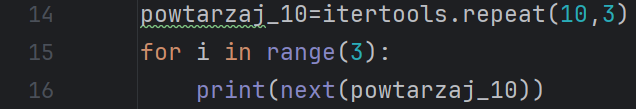 14 powtarzaj_10=itertools.repeat(10,3)
15 for i in range(3):
16     print(next(powtarzaj_10))